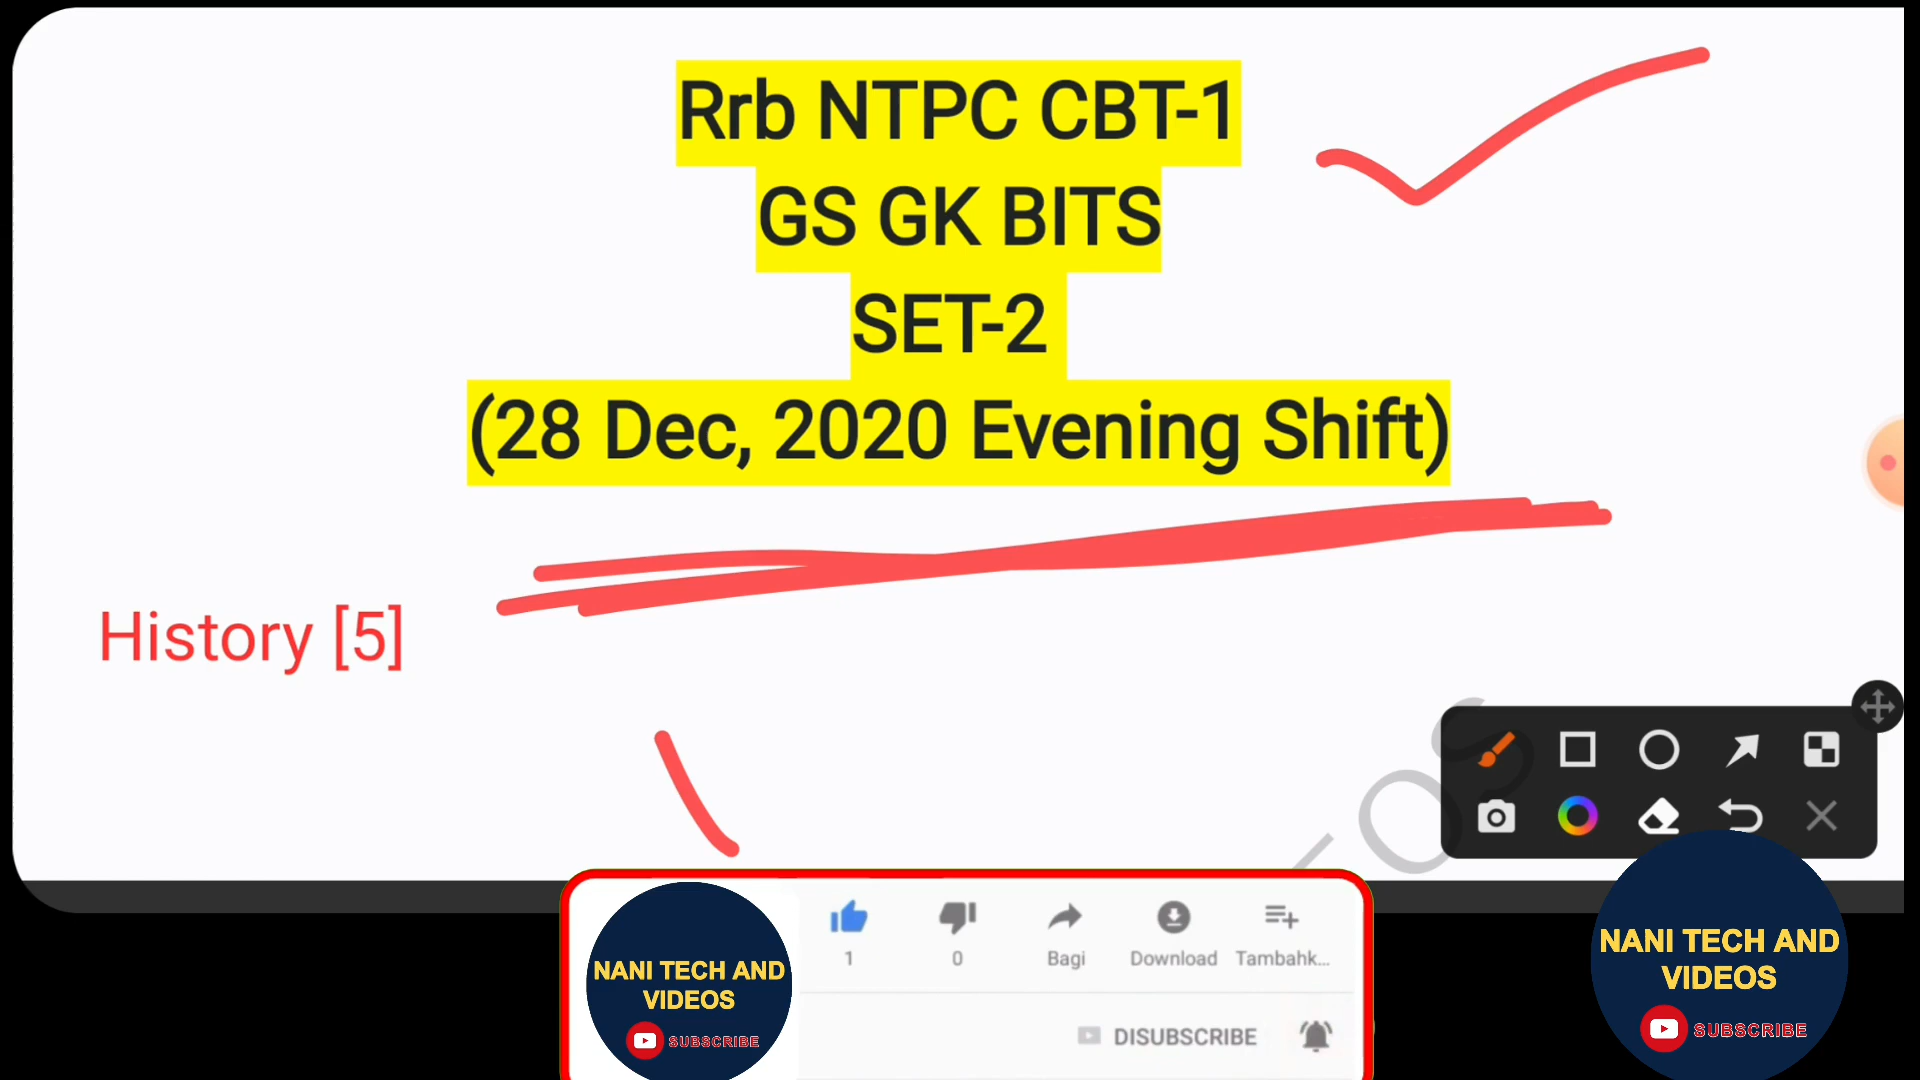 Rrb NTPC CBT-1
GS GK BITS
SET-2
(28 Dec, 2020 Evening Shift)
History [5]
OS
NANI TECH AND
VIDEOS
SUBSCRIBE
1
0
Bagi
Download
Tambahk...
DISUBSCRIBE
NANI TECH AND
VIDEOS
SUBSCRIBE